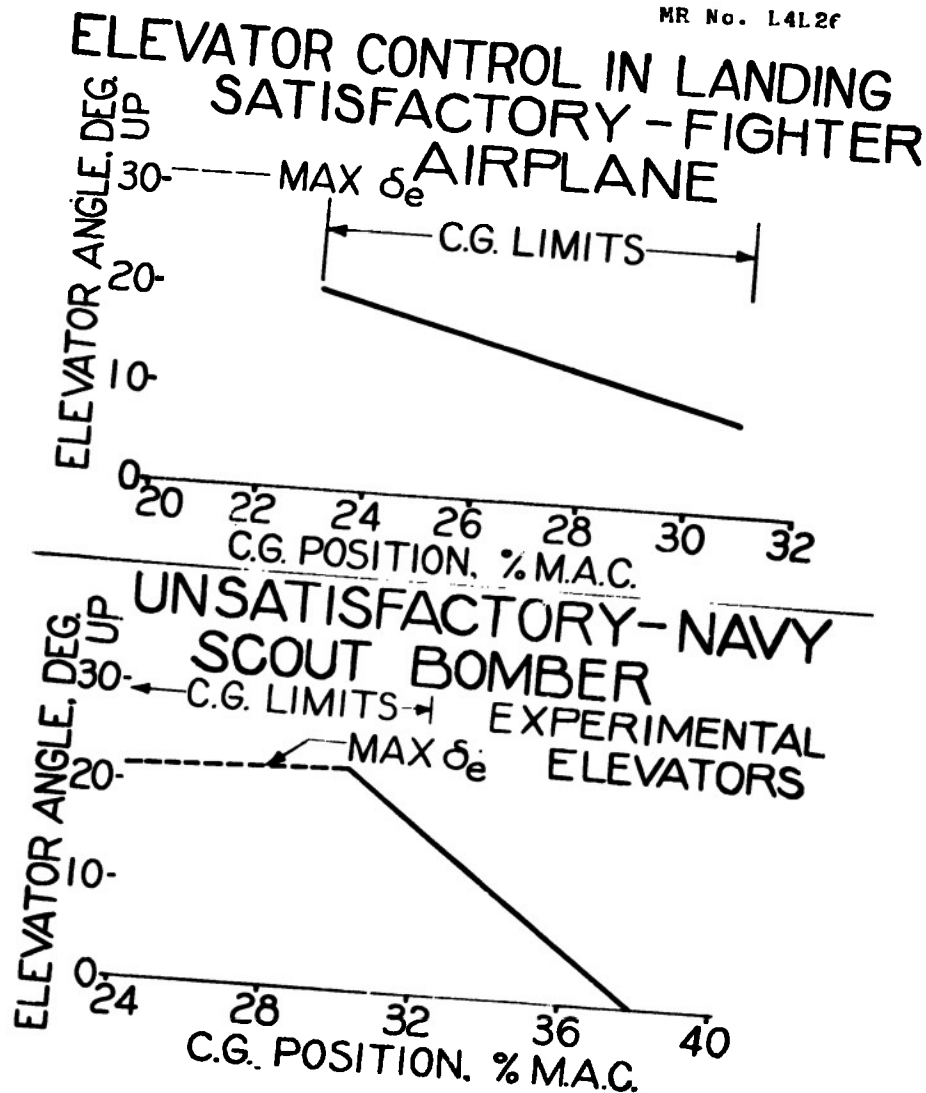 MR No. L4L26
ELEVATOR CONTROL IN LANDING
SATISFACTORY - FIGHTER
AIRPLANE
ELEVATOR ANGLE, DEG.
UP
30
MAX δe
C.G. LIMITS
20
10
0
20 22 24 26 28 30 32
C.G. POSITION, % M.A.C.
UNSATISFACTORY - NAVY
SCOUT BOMBER
ELEVATOR ANGLE, DEG.
UP
30
C.G. LIMITS
EXPERIMENTAL
ELEVATORS
MAX δe
20
10
0
24 28 32 36 40
C.G. POSITION, % M.A.C.